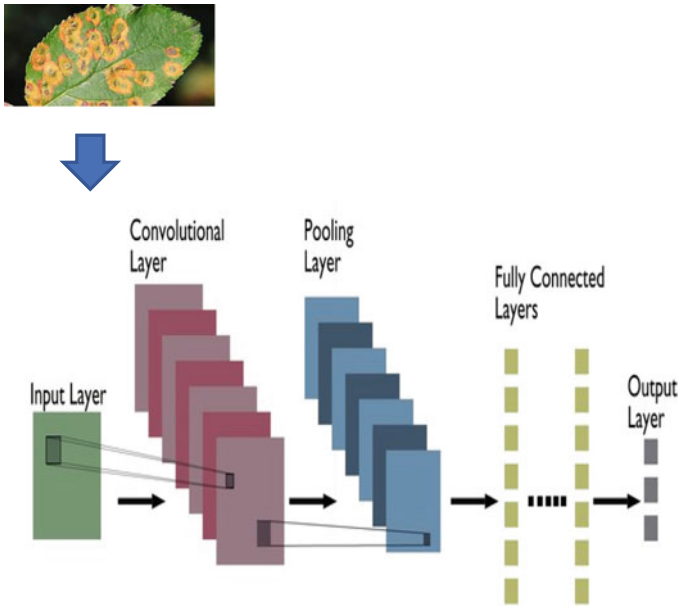 Convolutional
Layer
Pooling
Layer
Fully Connected
Layers
Input Layer
Output
Layer